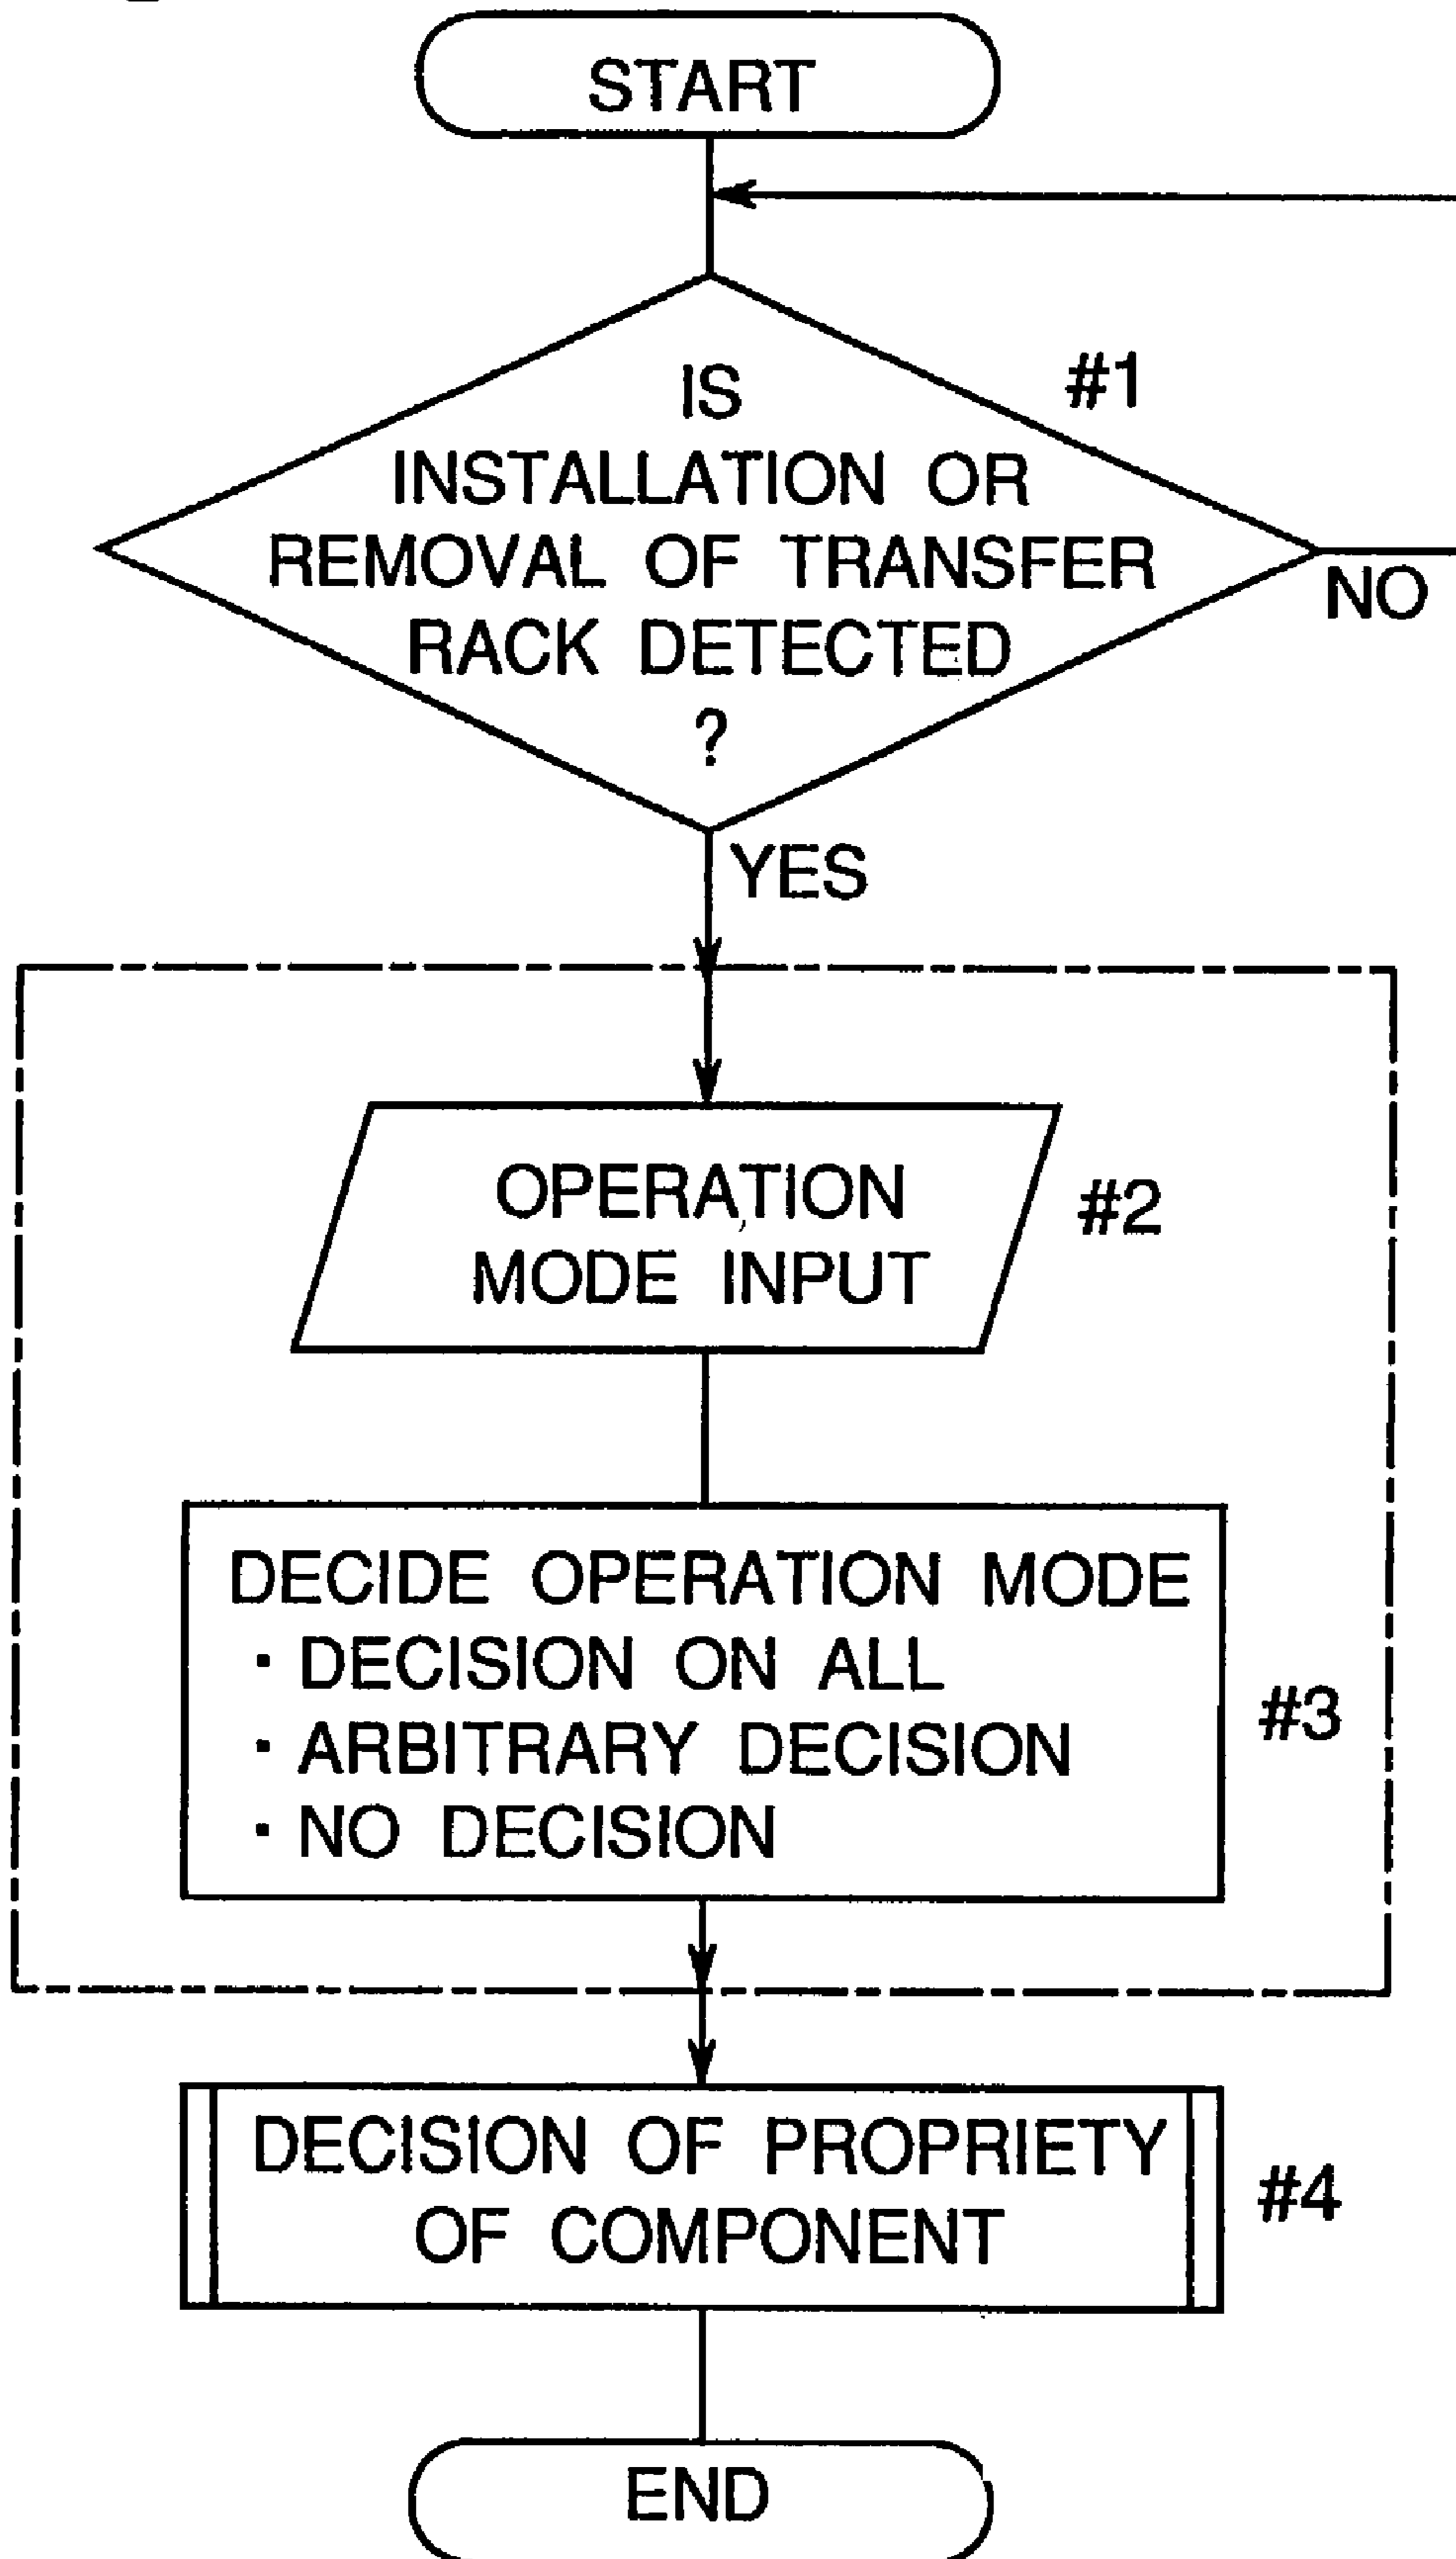 START
#1
IS
INSTALLATION OR
REMOVAL OF TRANSFER
RACK DETECTED
?
NO
YES
OPERATION
MODE INPUT
#2
DECIDE OPERATION MODE
· DECISION ON ALL
· ARBITRARY DECISION
· NO DECISION
#3
DECISION OF PROPRIETY
OF COMPONENT
#4
END